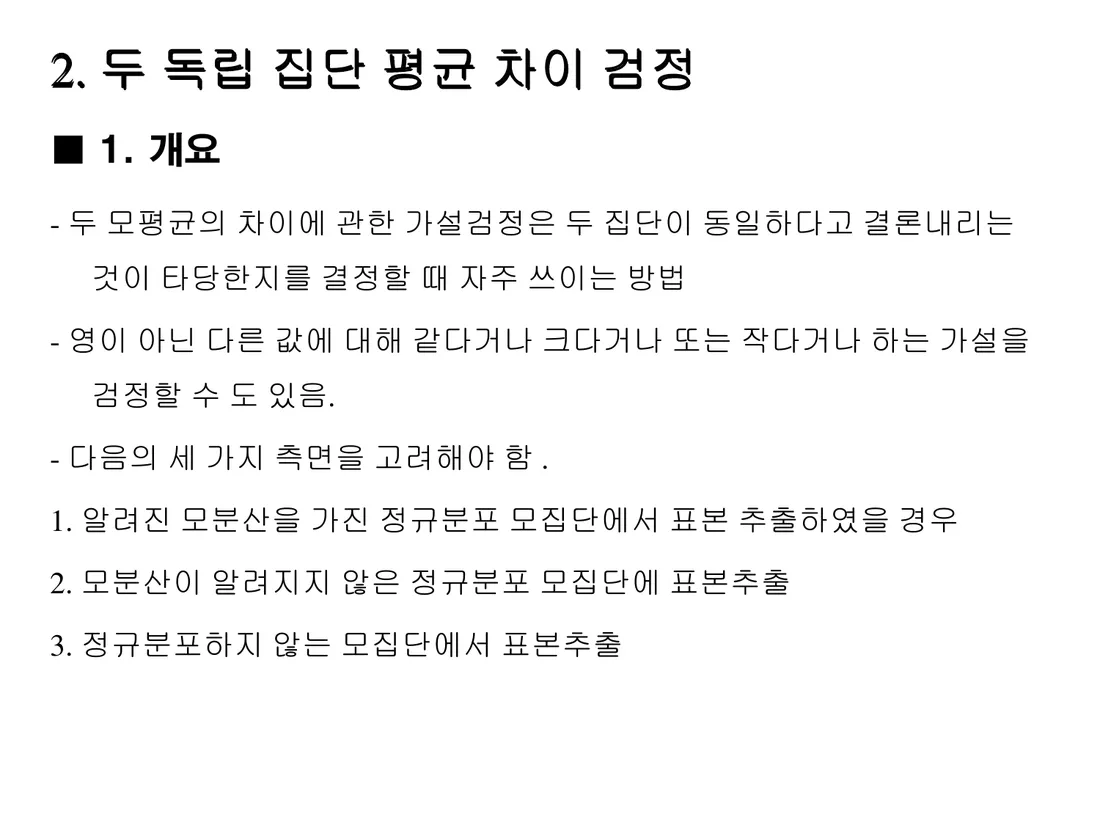 2. 두 독립 집단 평균 차이 검정
■ 1. 개요
- 두 모평균의 차이에 관한 가설검정은 두 집단이 동일하다고 결론내리는
것이 타당한지를 결정할 때 자주 쓰이는 방법
- 영이 아닌 다른 값에 대해 같다거나 크다거나 또는 작다거나 하는 가설을
검정할 수 도 있음.
- 다음의 세 가지 측면을 고려해야 함 .
1. 알려진 모분산을 가진 정규분포 모집단에서 표본 추출하였을 경우
2. 모분산이 알려지지 않은 정규분포 모집단에 표본추출
3. 정규분포하지 않는 모집단에서 표본추출